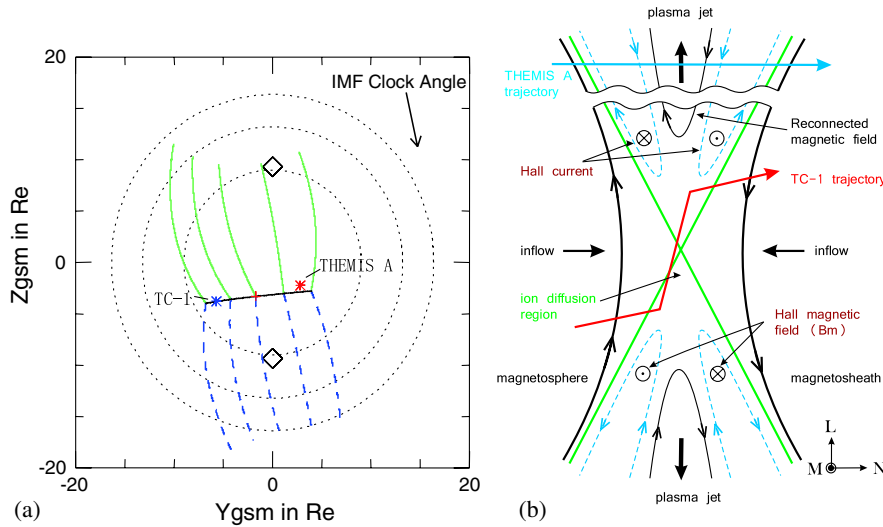 20
10
0
-10
-20
Zgsm in Re
IMF Clock Angle
THEMIS A
TC-1
-20
0
20
Ygsm in Re
(a)
plasma jet
THEMIS A
trajectory
Reconnected
magnetic field
Hall current
TC-1 trajectory
inflow
inflow
ion diffusion
region
Hall magnetic
field (Bm)
magnetosphere
magnetosheath
L
M
N
plasma jet
(b)